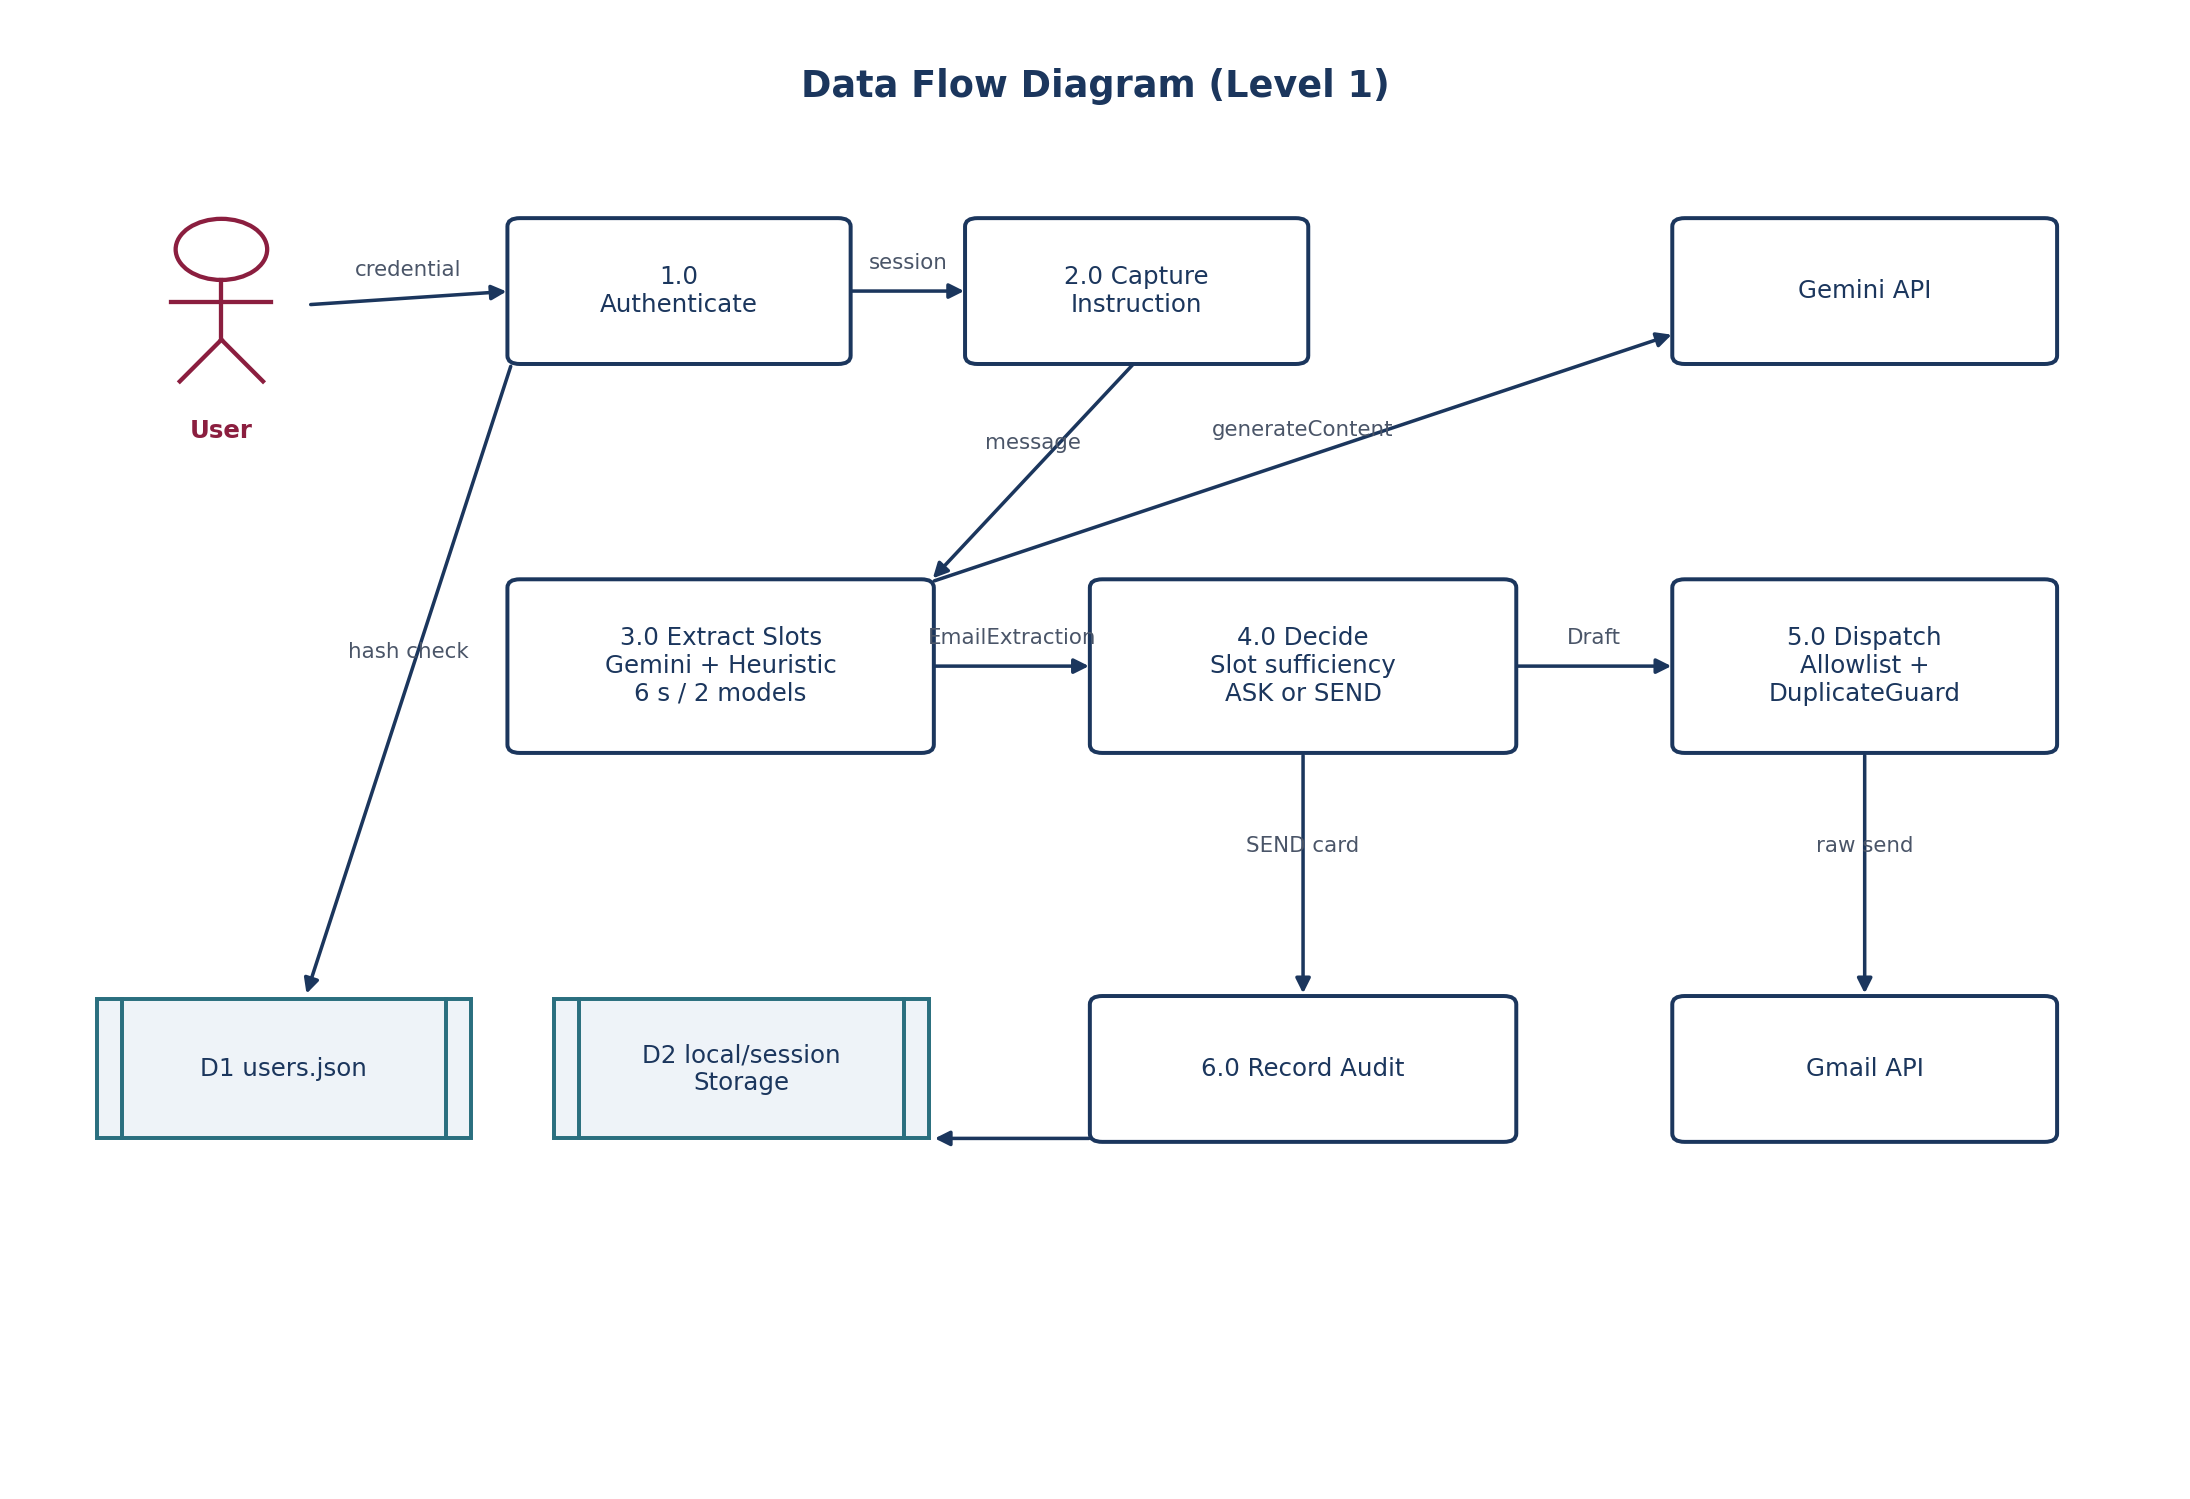 Data Flow Diagram (Level 1)
credential
1.0
Authenticate
session
2.0 Capture
Instruction
Gemini API
User
message
generateContent
hash check
3.0 Extract Slots
Gemini + Heuristic
6 s / 2 models
EmailExtraction
4.0 Decide
Slot sufficiency
ASK or SEND
Draft
5.0 Dispatch
Allowlist +
DuplicateGuard
SEND card
raw send
D1 users.json
D2 local/session
Storage
6.0 Record Audit
Gmail API